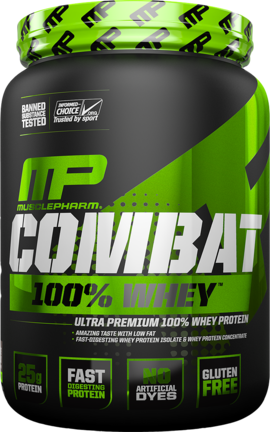 BANNED
SUBSTANCE
TESTED
INFORMED-
CHOICE
.ORG
Trusted by sport
MP
MUSCLEPHARM®
COMBAT
100% WHEY™
ULTRA PREMIUM 100% WHEY PROTEIN
• AMAZING TASTE WITH LOW FAT
• FAST-DIGESTING WHEY PROTEIN ISOLATE & WHEY PROTEIN CONCENTRATE
25g
PROTEIN
FAST
DIGESTING
PROTEIN
NO
ARTIFICIAL
DYES
GLUTEN
FREE